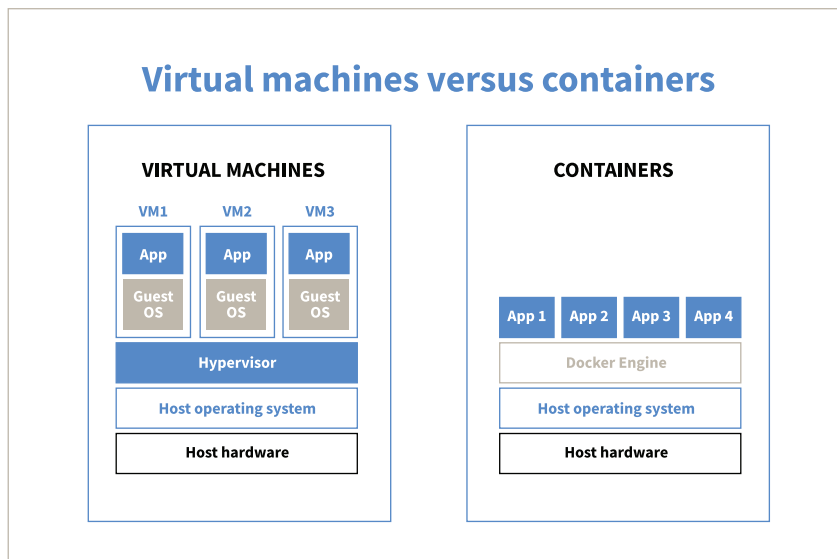 Virtual machines versus containers
VIRTUAL MACHINES
VM1 VM2 VM3
App App App
Guest Guest Guest
OS OS OS
Hypervisor
Host operating system
Host hardware
CONTAINERS
App 1 App 2 App 3 App 4
Docker Engine
Host operating system
Host hardware